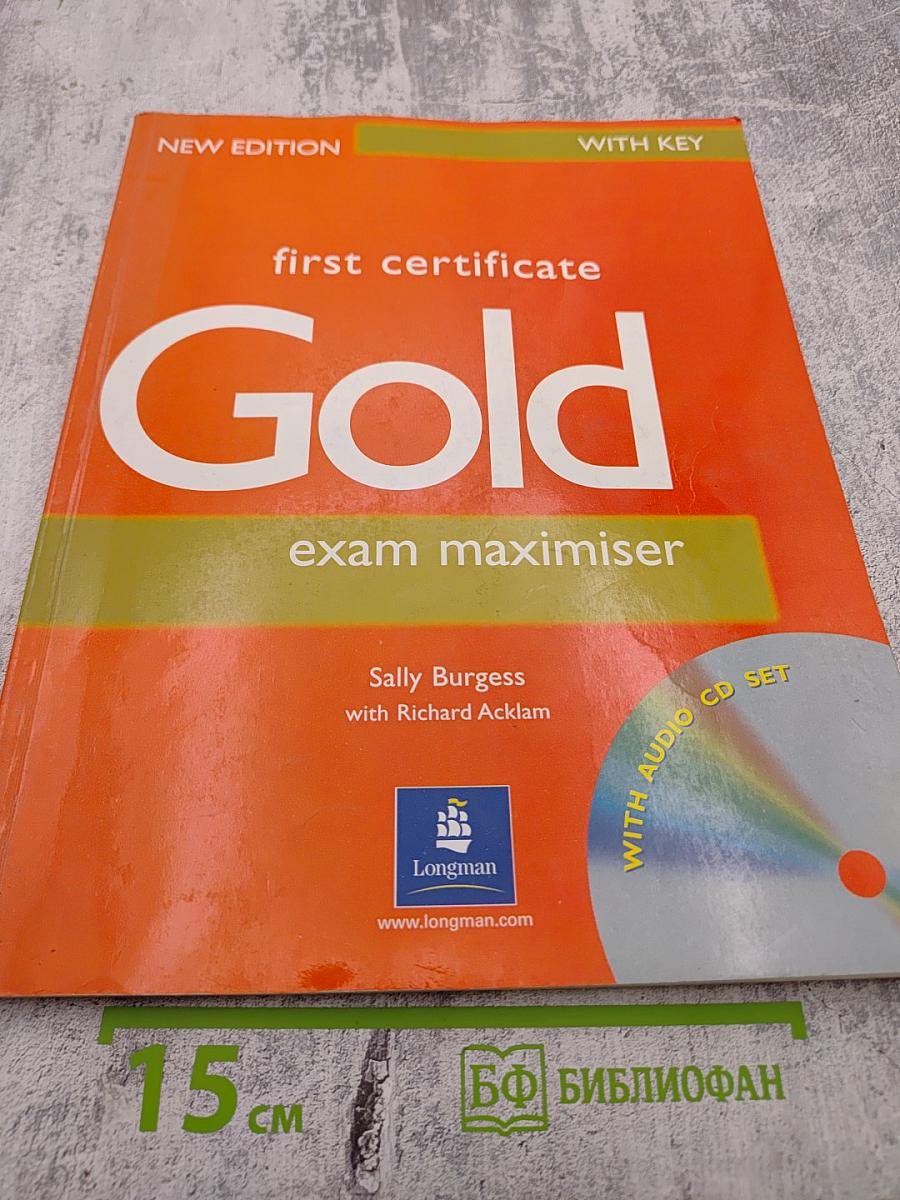 NEW EDITION
WITH KEY
first certificate
Gold
exam maximiser
Sally Burgess
with Richard Acklam
WITH AUDIO CD SET
Longman
www.longman.com
15 см
БФ БИБЛИОФАН